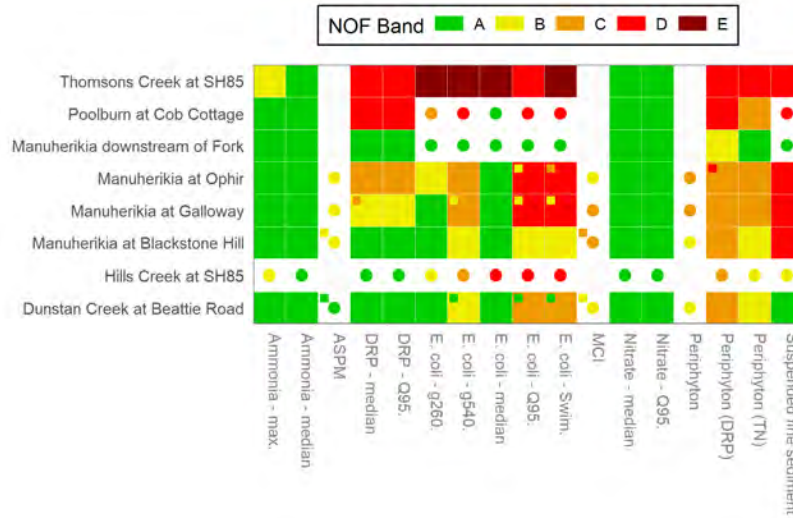 NOF Band A B C D E
Thomsons Creek at SH85
Poolburn at Cob Cottage
Manuherikia downstream of Fork
Manuherikia at Ophir
Manuherikia at Galloway
Manuherikia at Blackstone Hill
Hills Creek at SH85
Dunstan Creek at Beattie Road
Ammonia - max.
Ammonia - median
ASPM
DRP - median
DRP - Q95.
E. coli - g260.
E. coli - g540.
E. coli - median
E. coli - Q95.
E. coli - Swim.
MCI
Nitrate - median
Nitrate - Q95.
Periphyton
Periphyton (DRP)
Periphyton (TN)
Suspended fine sediment